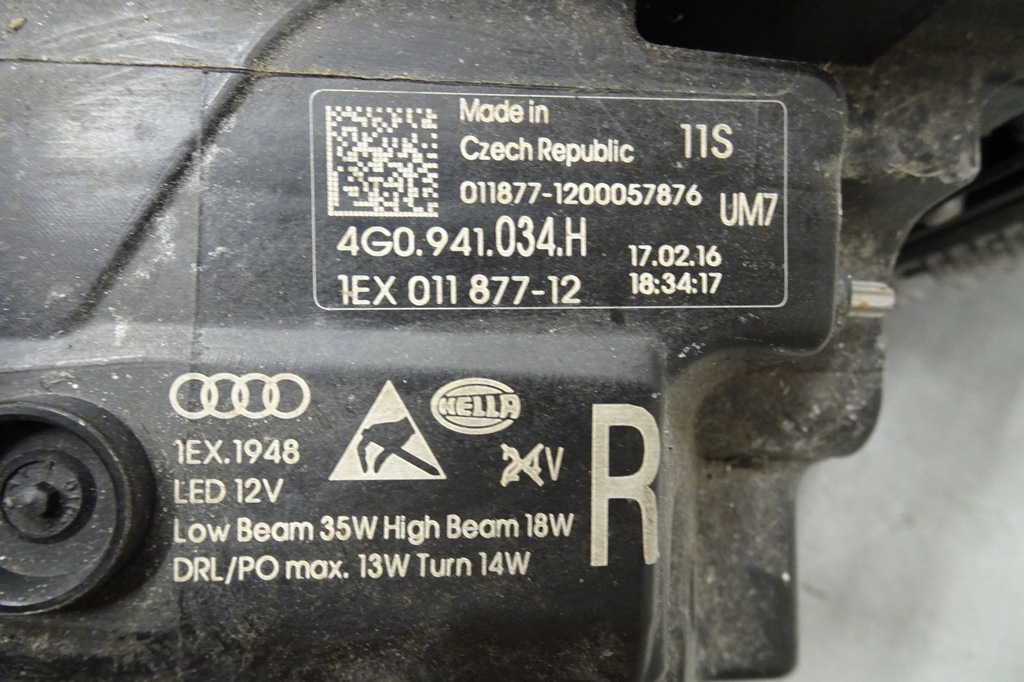 Made in
Czech Republic
11S
011877-1200057876
UM7
4G0.941.034.H
17.02.16
1EX 011 877-12
18:34:17
HELLA
1EX.1948
24V
R
LED 12V
Low Beam 35W High Beam 18W
DRL/PO max. 13W Turn 14W